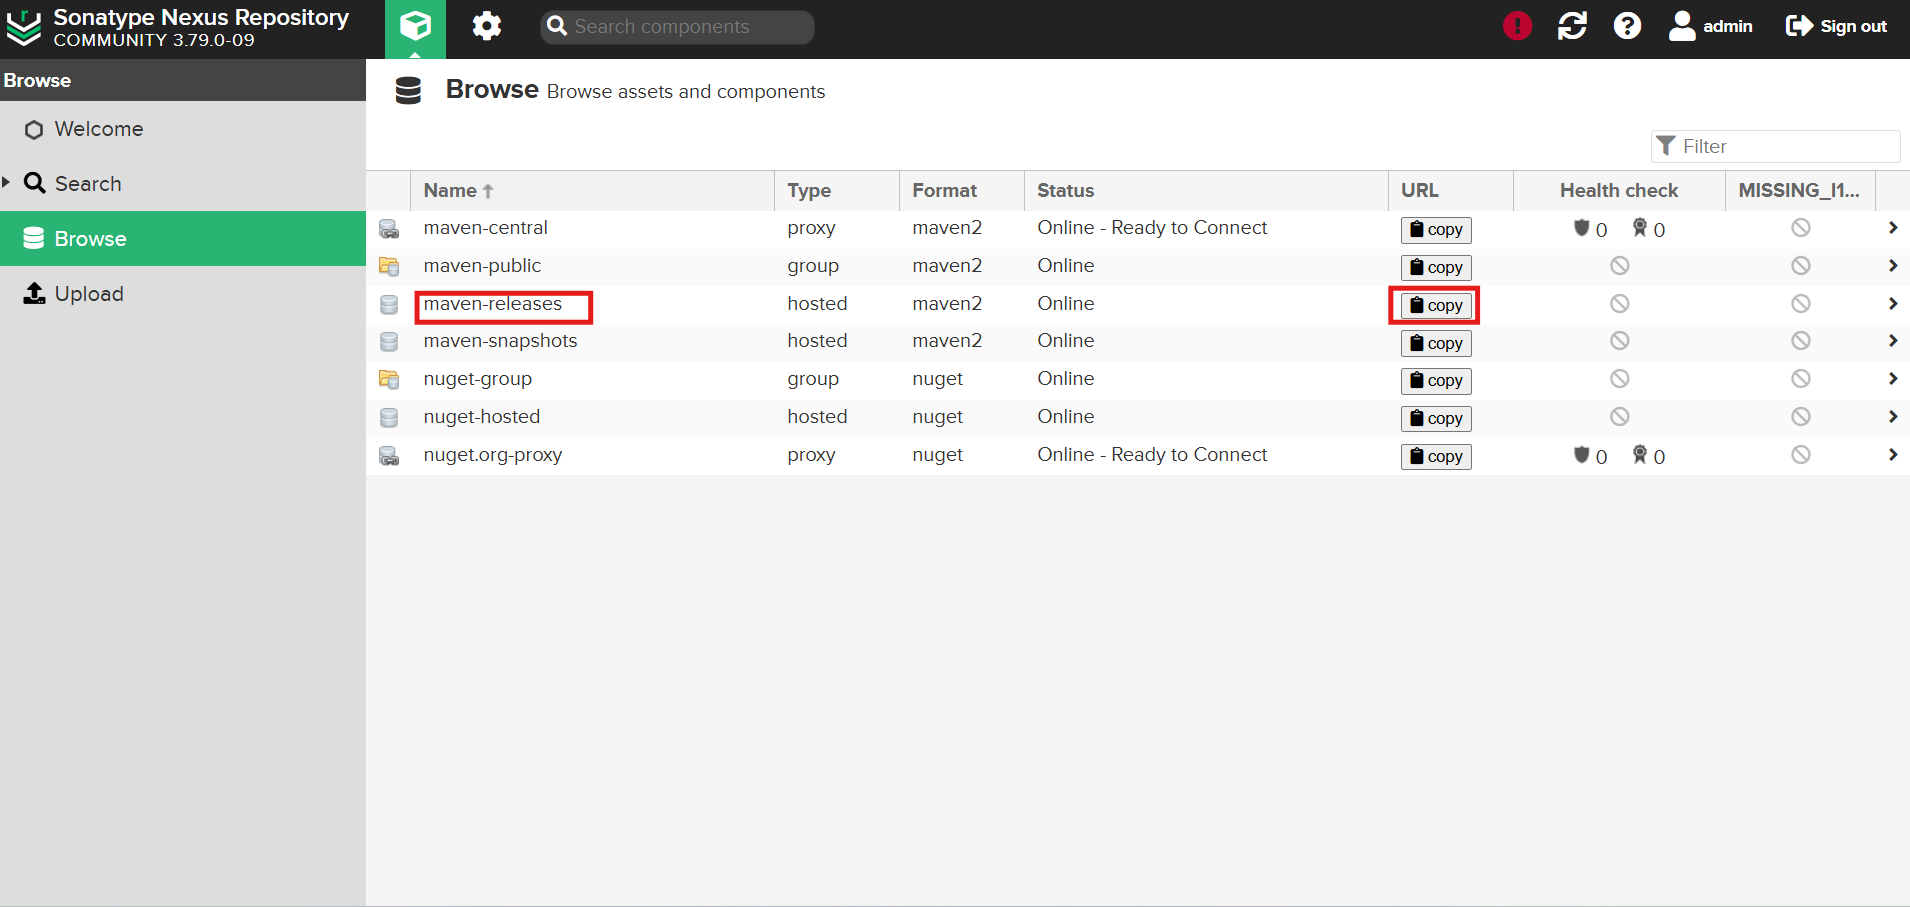 Sonatype Nexus Repository
COMMUNITY 3.79.0-09
Search components
admin
Sign out
Browse
Welcome
Search
Browse
Upload
Browse Browse assets and components
Filter
Name Type Format Status URL Health check MISSING_I1...
maven-central proxy maven2 Online - Ready to Connect copy 0 0
maven-public group maven2 Online copy
maven-releases hosted maven2 Online copy
maven-snapshots hosted maven2 Online copy
nuget-group group nuget Online copy
nuget-hosted hosted nuget Online copy
nuget.org-proxy proxy nuget Online - Ready to Connect copy 0 0